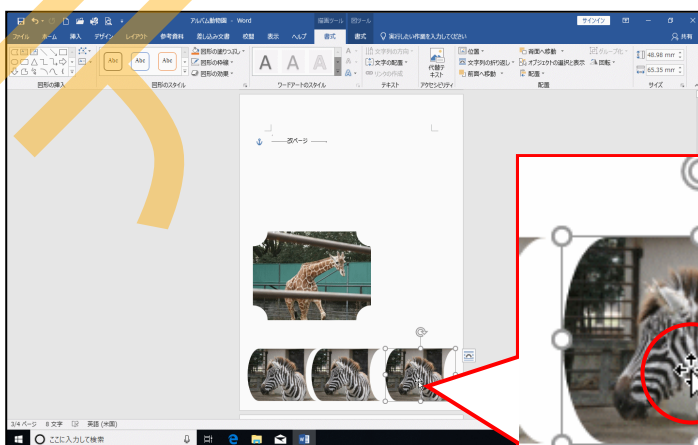 アルバム動物園 - Word
描画ツール 図ツール
サインイン
ファイル ホーム 挿入 デザイン レイアウト 参考資料 差し込み文書 校閲 表示 ヘルプ 書式 書式 実行したい作業を入力してください 共有
図形の塗りつぶし
図形の枠線
図形の効果
Abc Abc Abc
A A A
文字列の方向
文字の配置
リンクの作成
代替テ
キスト
位置
文字列の折り返し
前面へ移動
背面へ移動
オブジェクトの選択と表示
配置
グループ化
回転
48.98 mm
65.35 mm
図形の挿入 図形のスタイル ワードアートのスタイル テキスト アクセシビリティ 配置 サイズ
改ページ
3/4 ページ 8 文字 英語 (米国)
ここに入力して検索